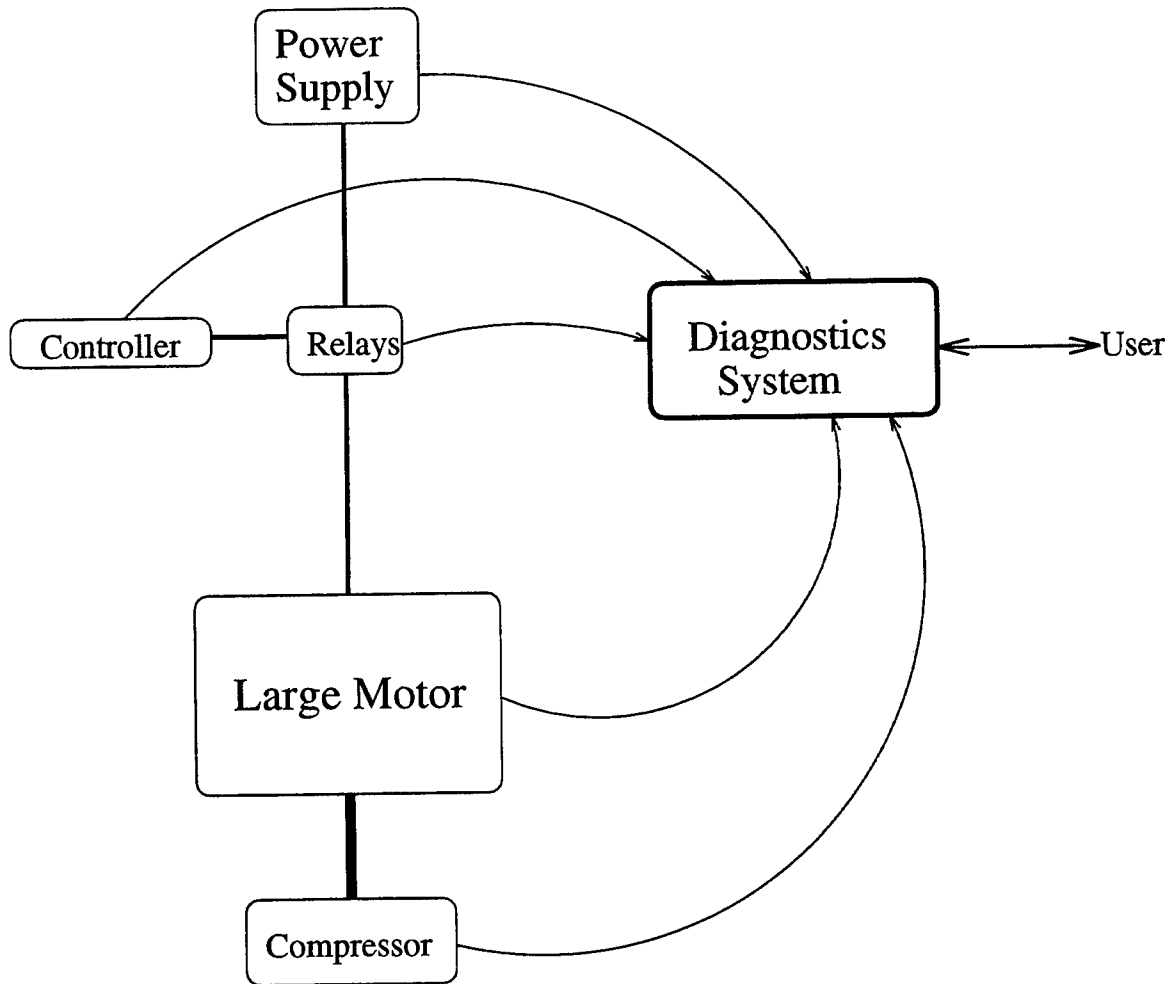 Power
Supply
Controller
Relays
Diagnostics
System
User
Large Motor
Compressor